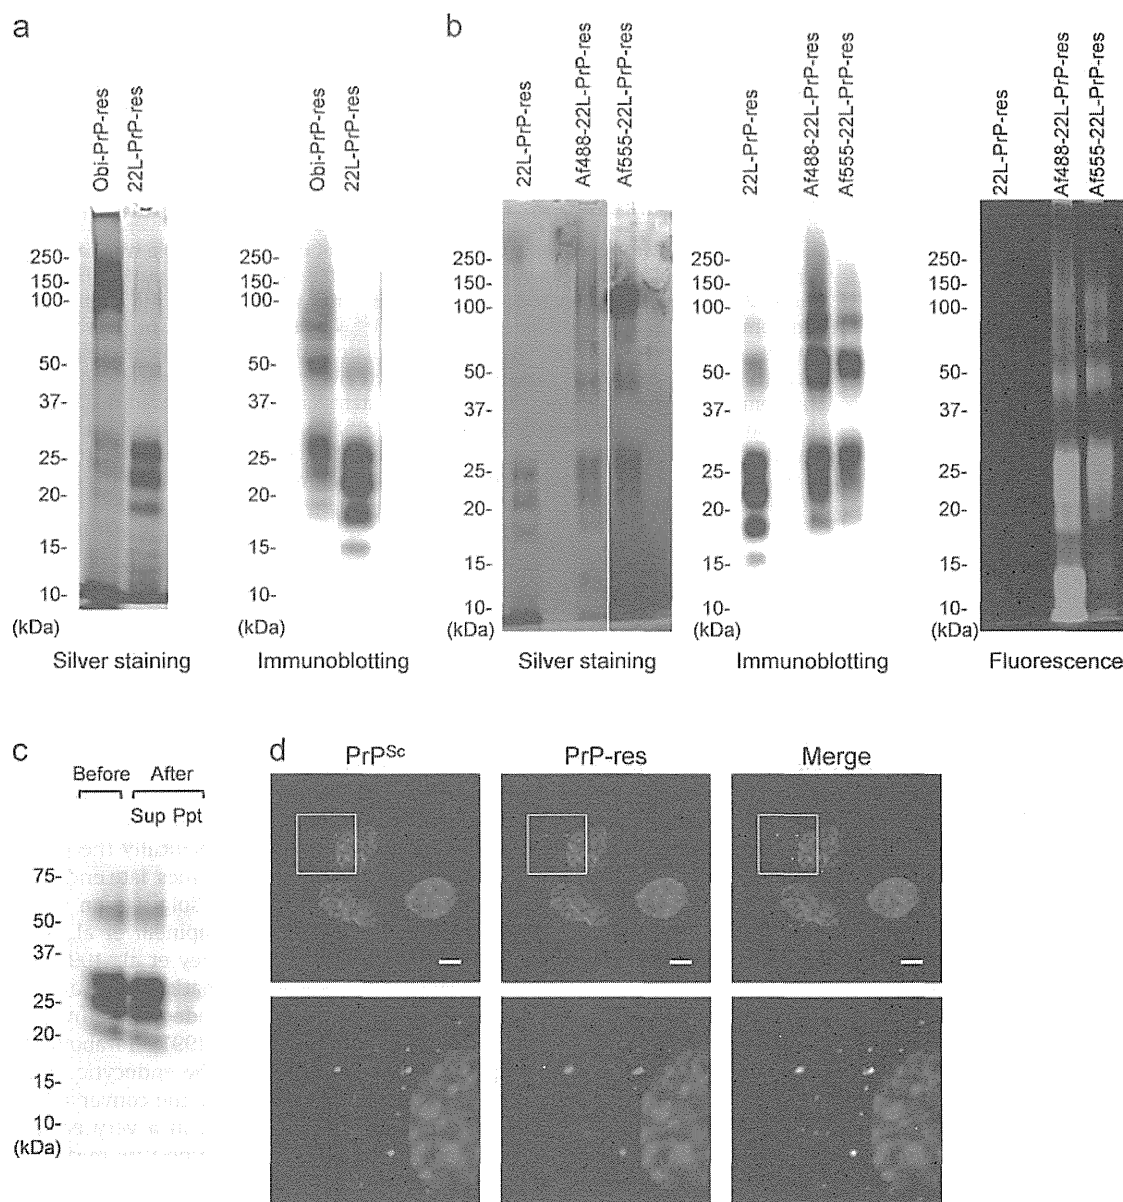 a
Obi-PrP-res
22L-PrP-res
250-
150-
100-
50-
37-
25-
20-
15-
10-
(kDa)
Silver staining
Obi-PrP-res
22L-PrP-res
250-
150-
100-
50-
37-
25-
20-
15-
10-
(kDa)
Immunoblotting
b
22L-PrP-res
Af488-22L-PrP-res
Af555-22L-PrP-res
250-
150-
100-
50-
37-
25-
20-
15-
10-
(kDa)
Silver staining
22L-PrP-res
Af488-22L-PrP-res
Af555-22L-PrP-res
250-
150-
100-
50-
37-
25-
20-
15-
10-
(kDa)
Immunoblotting
22L-PrP-res
Af488-22L-PrP-res
Af555-22L-PrP-res
250-
150-
100-
50-
37-
25-
20-
15-
10-
(kDa)
Fluorescence
c
Before After
Sup Ppt
75-
50-
37-
25-
20-
15-
10-
(kDa)
d
PrPSc
PrP-res
Merge